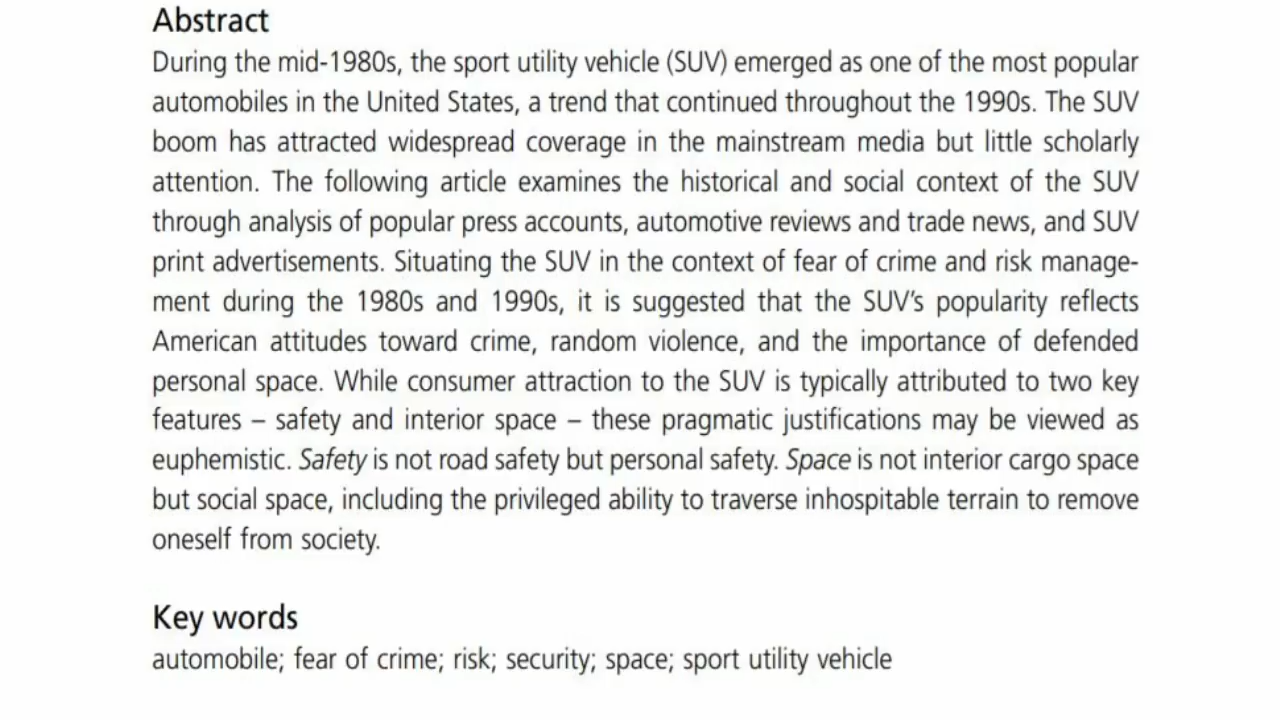 Abstract
During the mid-1980s, the sport utility vehicle (SUV) emerged as one of the most popular
automobiles in the United States, a trend that continued throughout the 1990s. The SUV
boom has attracted widespread coverage in the mainstream media but little scholarly
attention. The following article examines the historical and social context of the SUV
through analysis of popular press accounts, automotive reviews and trade news, and SUV
print advertisements. Situating the SUV in the context of fear of crime and risk manage-
ment during the 1980s and 1990s, it is suggested that the SUV's popularity reflects
American attitudes toward crime, random violence, and the importance of defended
personal space. While consumer attraction to the SUV is typically attributed to two key
features – safety and interior space – these pragmatic justifications may be viewed as
euphemistic. Safety is not road safety but personal safety. Space is not interior cargo space
but social space, including the privileged ability to traverse inhospitable terrain to remove
oneself from society.
Key words
automobile; fear of crime; risk; security; space; sport utility vehicle